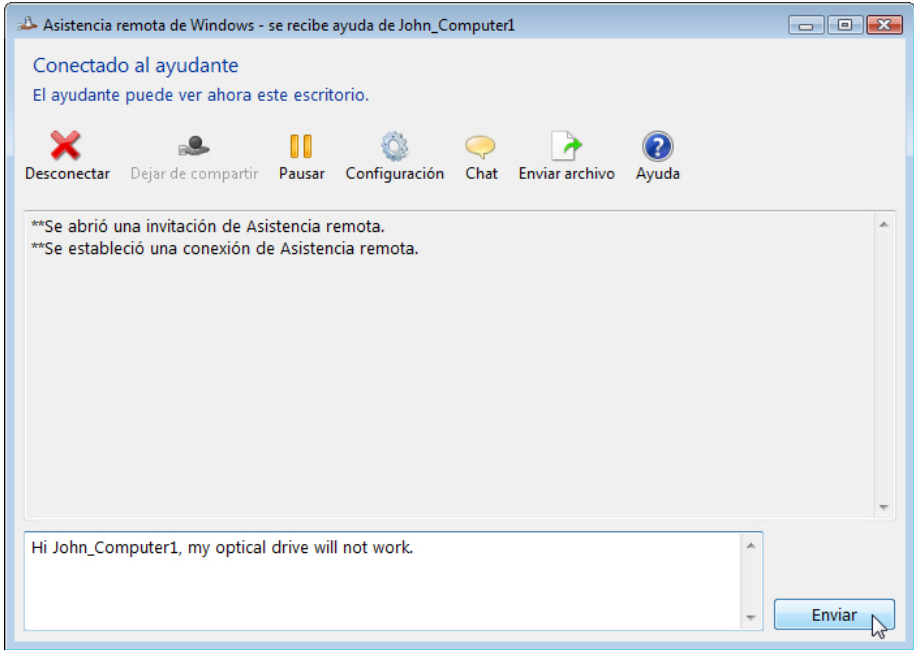 Asistencia remota de Windows - se recibe ayuda de John_Computer1
Conectado al ayudante
El ayudante puede ver ahora este escritorio.
Desconectar Dejar de compartir Pausar Configuración Chat Enviar archivo Ayuda
**Se abrió una invitación de Asistencia remota.
**Se estableció una conexión de Asistencia remota.
Hi John_Computer1, my optical drive will not work.
Enviar